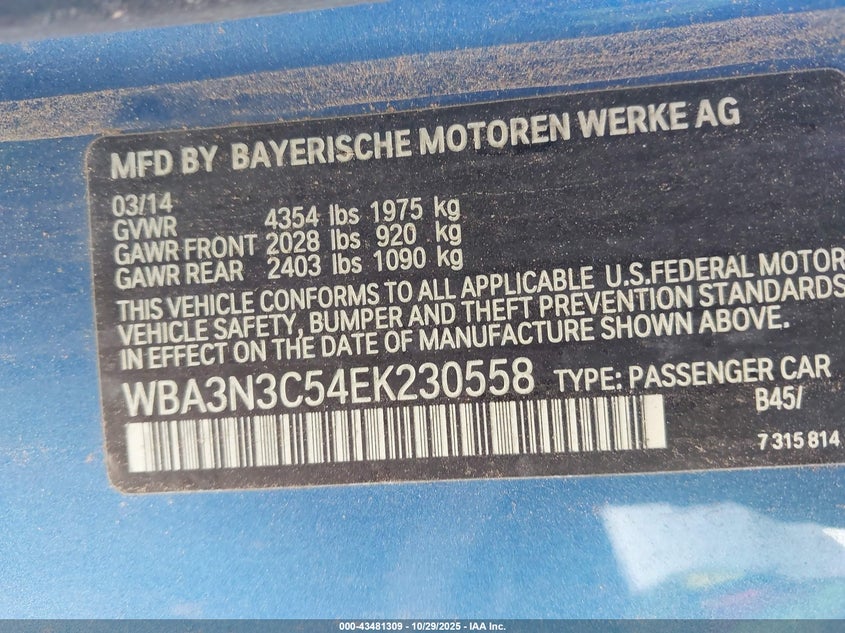 MFD BY BAYERISCHE MOTOREN WERKE AG
03/14
GVWR 4354 lbs 1975 kg
GAWR FRONT 2028 lbs 920 kg
GAWR REAR 2403 lbs 1090 kg
THIS VEHICLE CONFORMS TO ALL APPLICABLE U.S.FEDERAL MOTOR
VEHICLE SAFETY, BUMPER AND THEFT PREVENTION STANDARDS
IN EFFECT ON THE DATE OF MANUFACTURE SHOWN ABOVE.
WBA3N3C54EK230558 TYPE: PASSENGER CAR
B45/
7 315 814
000-43481309 | 10/29/2025 - IAA Inc.